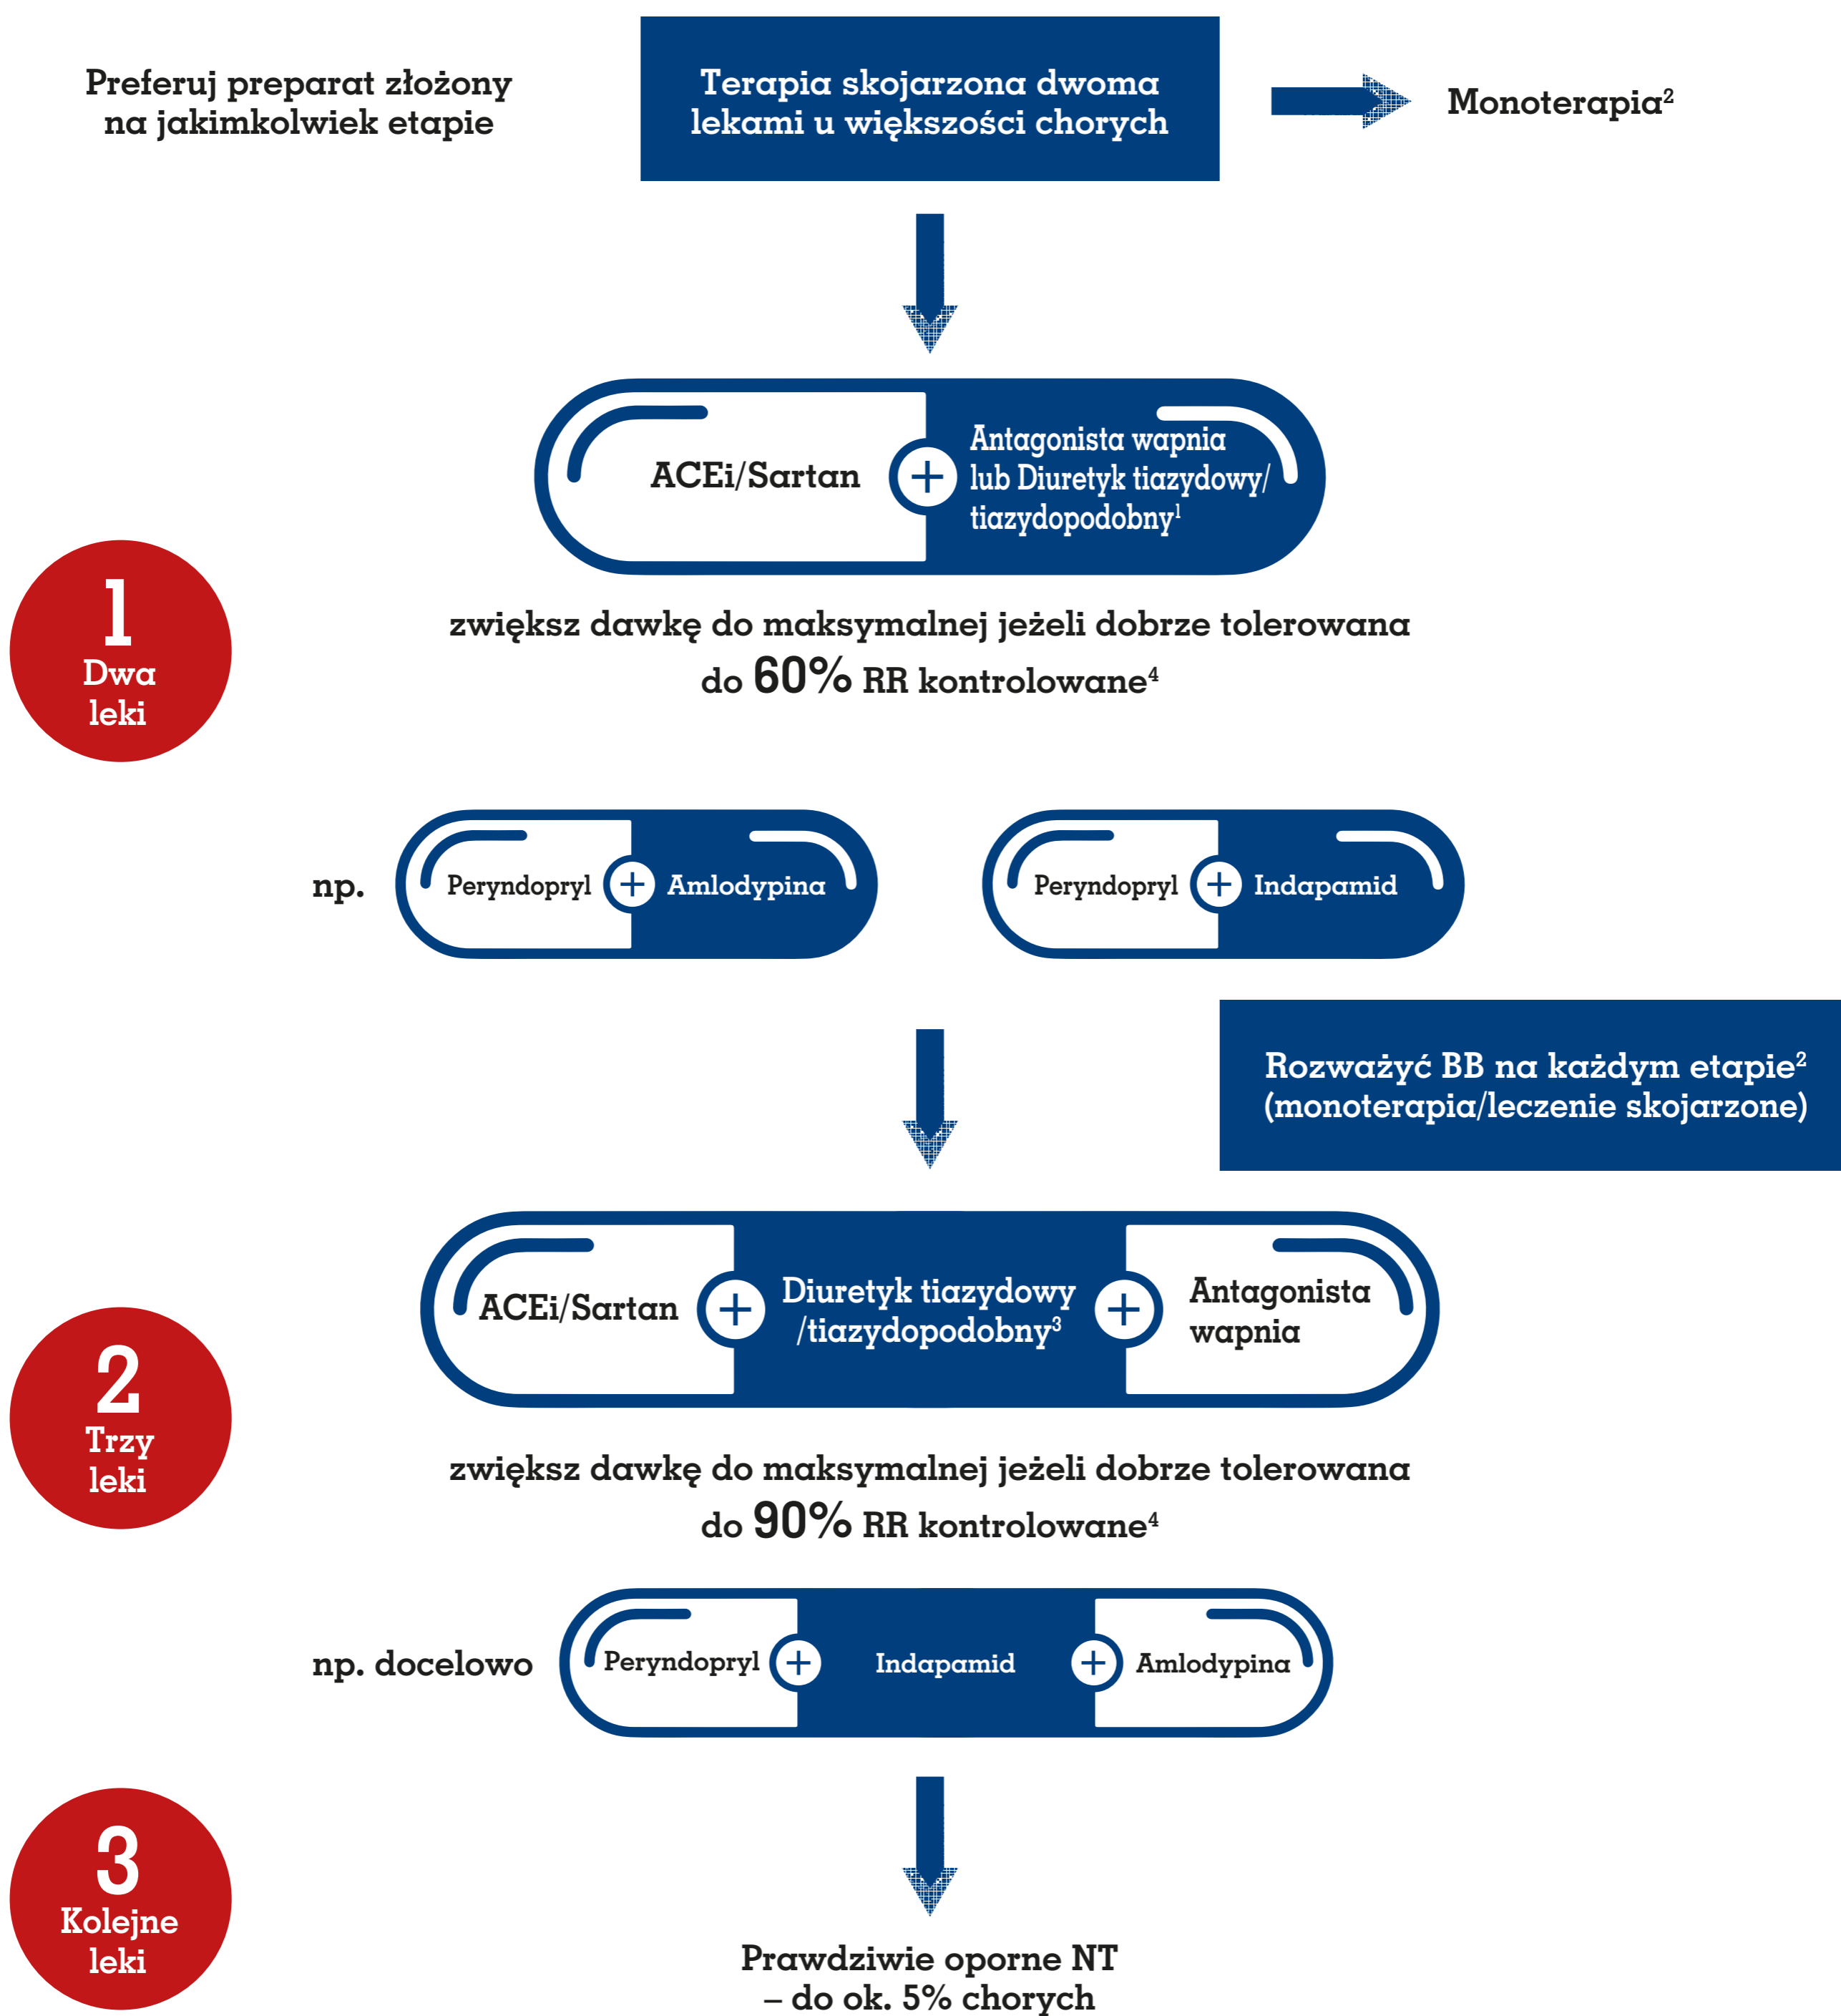 Preferuj preparat złożony
na jakimkolwiek etapie
Terapia skojarzona dwoma
lekami u większości chorych
Monoterapia²
ACEi/Sartan
+
Antagonista wapnia
lub Diuretyk tiazydowy/
tiazydopodobny¹
1
Dwa
leki
zwiększ dawkę do maksymalnej jeżeli dobrze tolerowana
do 60% RR kontrolowane⁴
np.
Peryndopryl + Amlodypina
Peryndopryl + Indapamid
Rozważyć BB na każdym etapie²
(monoterapia/leczenie skojarzone)
ACEi/Sartan
+
Diuretyk tiazydowy
/tiazydopodobny³
+
Antagonista
wapnia
2
Trzy
leki
zwiększ dawkę do maksymalnej jeżeli dobrze tolerowana
do 90% RR kontrolowane⁴
np. docelowo
Peryndopryl + Indapamid + Amlodypina
3
Kolejne
leki
Prawdziwie oporne NT
– do ok. 5% chorych